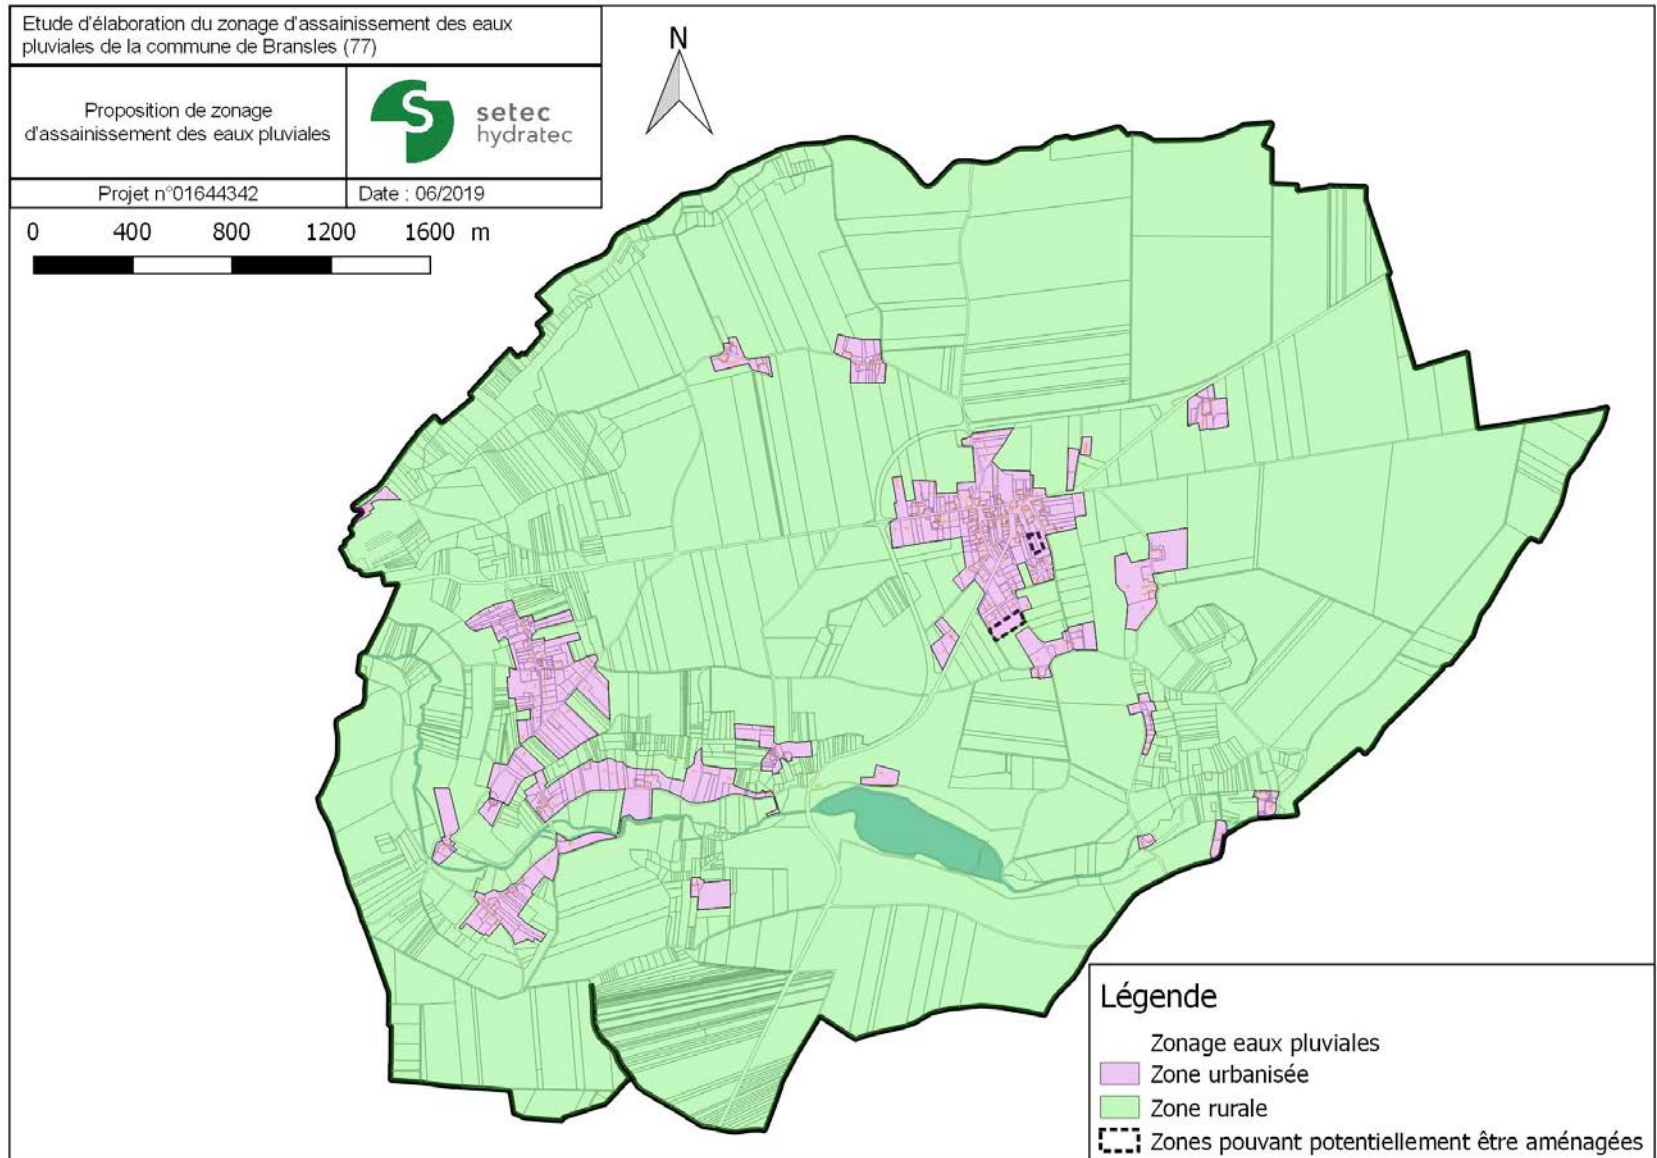 Etude d'élaboration du zonage d'assainissement des eaux
pluviales de la commune de Bransles (77)
Proposition de zonage
d'assainissement des eaux pluviales
S
setec
hydratec
Projet n°01644342
Date : 06/2019
N
0 400 800 1200 1600 m
Légende
Zonage eaux pluviales
Zone urbanisée
Zone rurale
Zones pouvant potentiellement être aménagées